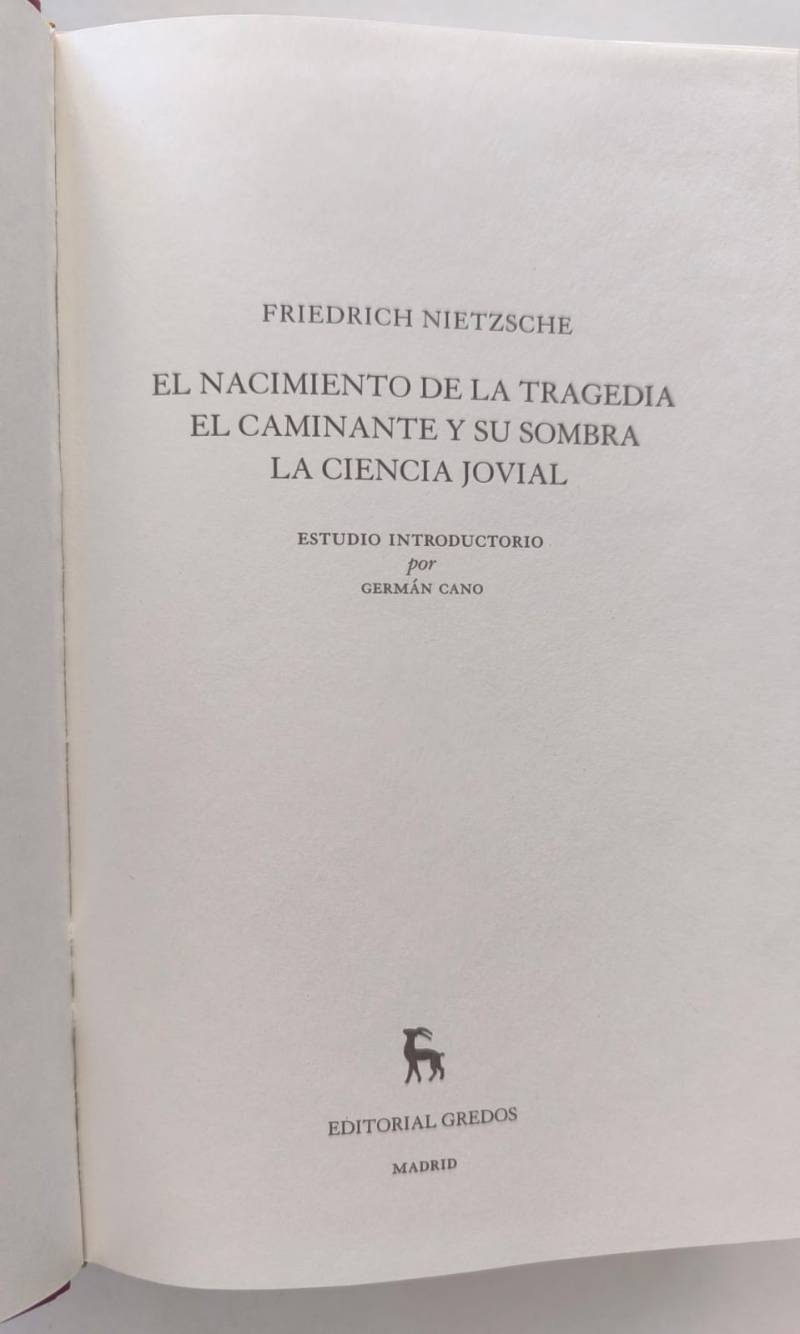 FRIEDRICH NIETZSCHE
EL NACIMIENTO DE LA TRAGEDIA
EL CAMINANTE Y SU SOMBRA
LA CIENCIA JOVIAL
ESTUDIO INTRODUCTORIO
por
GERMÁN CANO
EDITORIAL GREDOS
MADRID